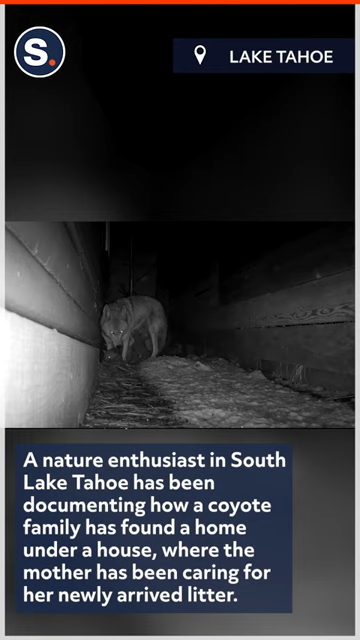 S.
LAKE TAHOE
A nature enthusiast in South
Lake Tahoe has been
documenting how a coyote
family has found a home
under a house, where the
mother has been caring for
her newly arrived litter.